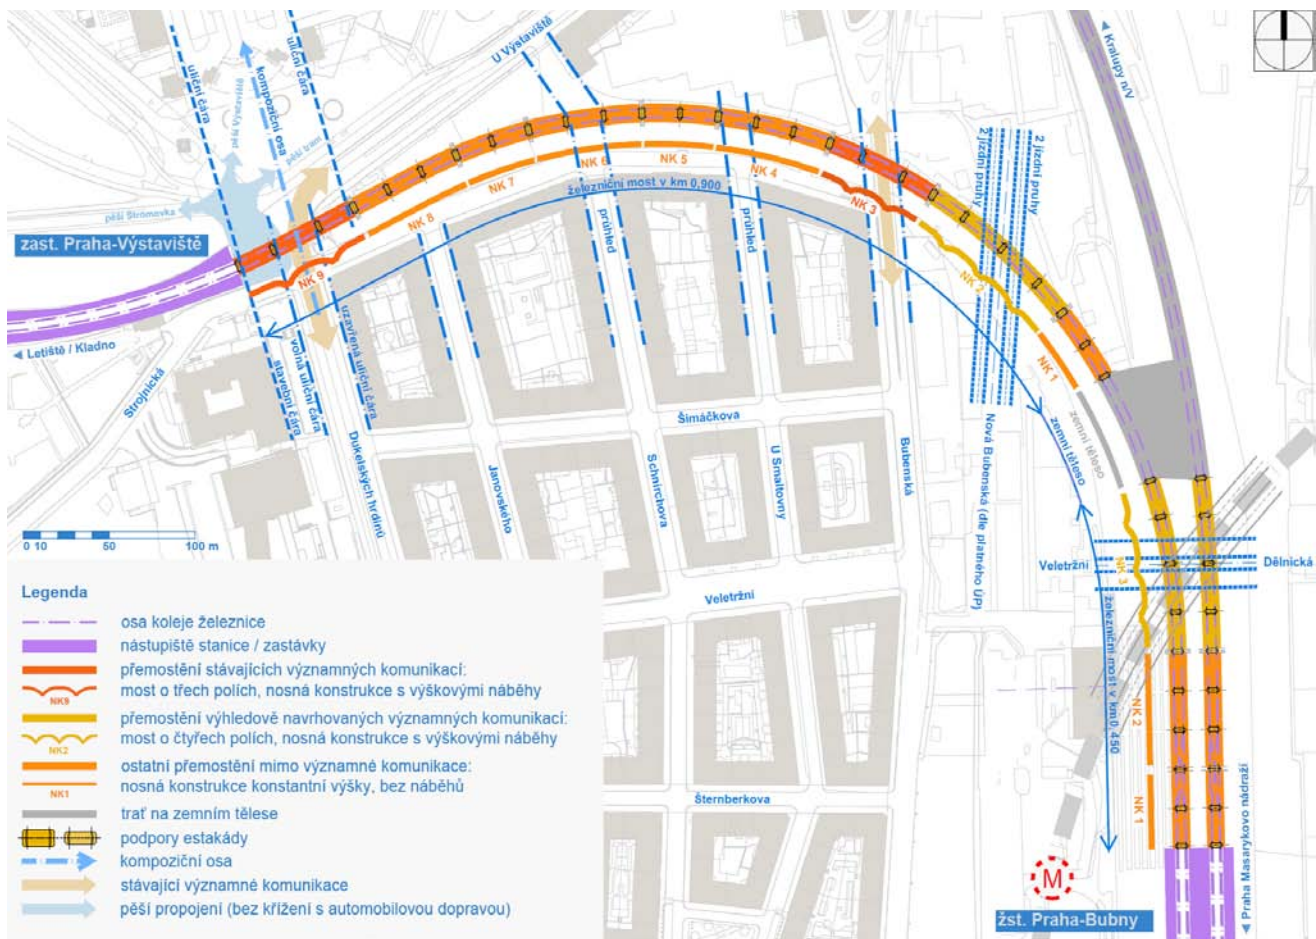 uliční čára
kompoziční osa
uliční čára
U Výstaviště
Kralupy n/V
pěší Výstaviště
pěší tram
pěší Stromovka
zast. Praha-Výstaviště
Letiště / Kladno
Strojnická
NK 9
NK 8
NK 7
NK 6
NK 5
NK 4
NK 3
NK 2
NK 1
železniční most v km 0,900
průhled
průhled
2 jízdní pruhy
2 jízdní pruhy
stavební čára
volná uliční čára
uzavřená uliční čára
Dukelských hrdinů
Janovského
Schnirchova
U Smaltovny
Bubenská
Nová Bubenská (dle platného ÚP)
Šimáčkova
zemní těleso
zemní těleso
Veletržní
Dělnická
NK 3
železniční most v km 0,450
NK 2
NK 1
Veletržní
Šternberkova
Praha Masarykovo nádraží
M
žst. Praha-Bubny
0 10 50 100 m
Legenda
osa koleje železnice
nástupiště stanice / zastávky
přemostění stávajících významných komunikací:
NK9 most o třech polích, nosná konstrukce s výškovými náběhy
přemostění výhledově navrhovaných významných komunikací:
NK2 most o čtyřech polích, nosná konstrukce s výškovými náběhy
ostatní přemostění mimo významné komunikace:
NK1 nosná konstrukce konstantní výšky, bez náběhů
trať na zemním tělese
podpory estakády
kompoziční osa
stávající významné komunikace
pěší propojení (bez křížení s automobilovou dopravou)